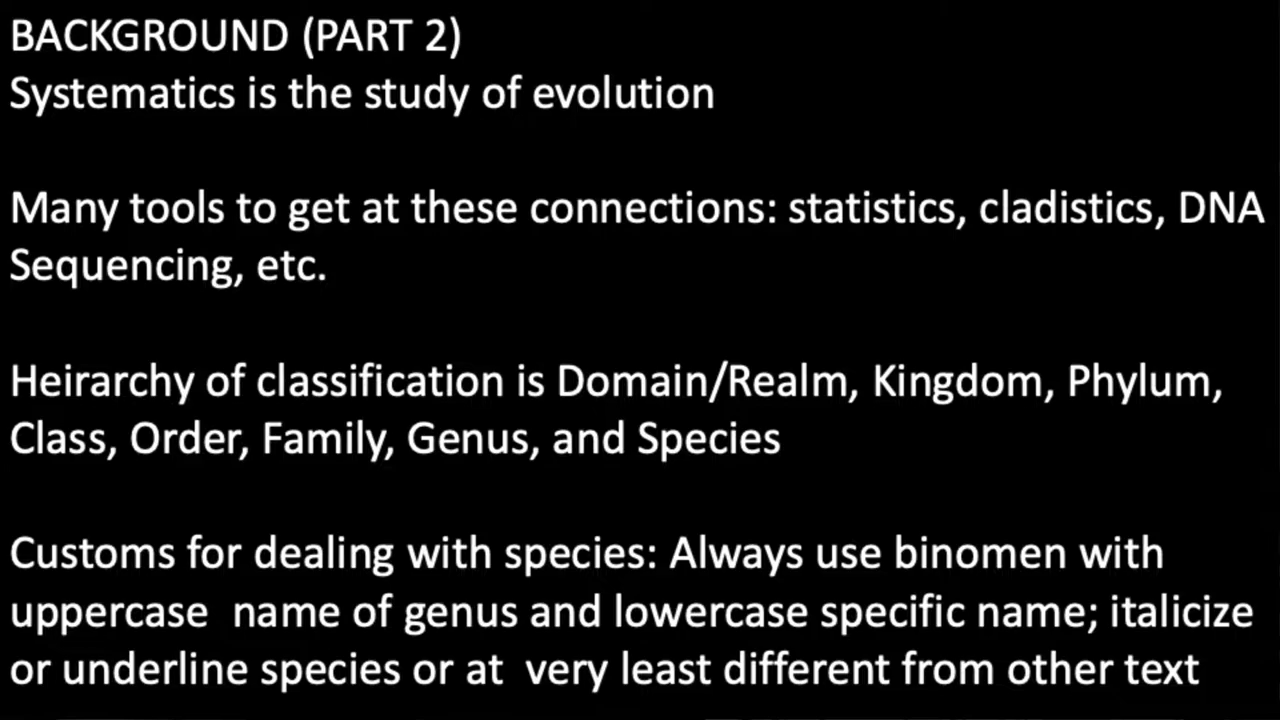 BACKGROUND (PART 2)
Systematics is the study of evolution
Many tools to get at these connections: statistics, cladistics, DNA
Sequencing, etc.
Heirarchy of classification is Domain/Realm, Kingdom, Phylum,
Class, Order, Family, Genus, and Species
Customs for dealing with species: Always use binomen with
uppercase  name of genus and lowercase specific name; italicize
or underline species or at  very least different from other text